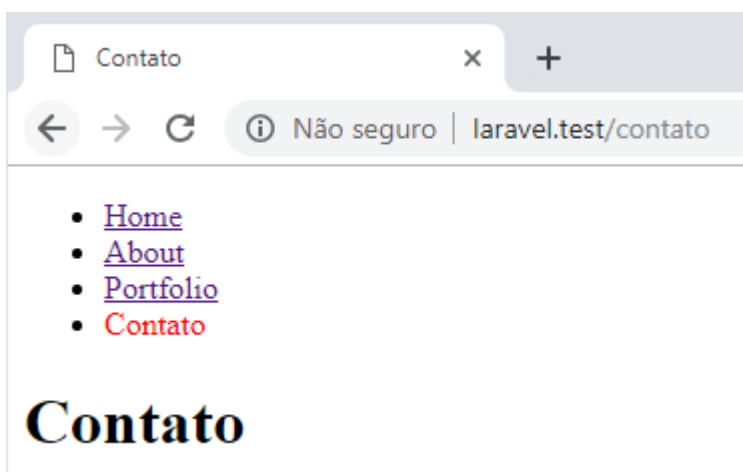 Contato
Não seguro | laravel.test/contato
Home
About
Portfolio
Contato
Contato